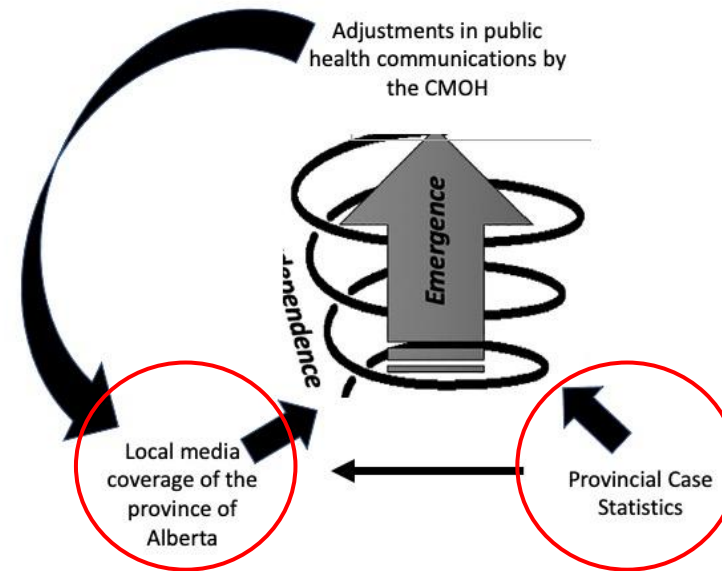 Adjustments in public
health communications by
the CMOH
Emergence
dependence
Local media
coverage of the
province of
Alberta
Provincial Case
Statistics